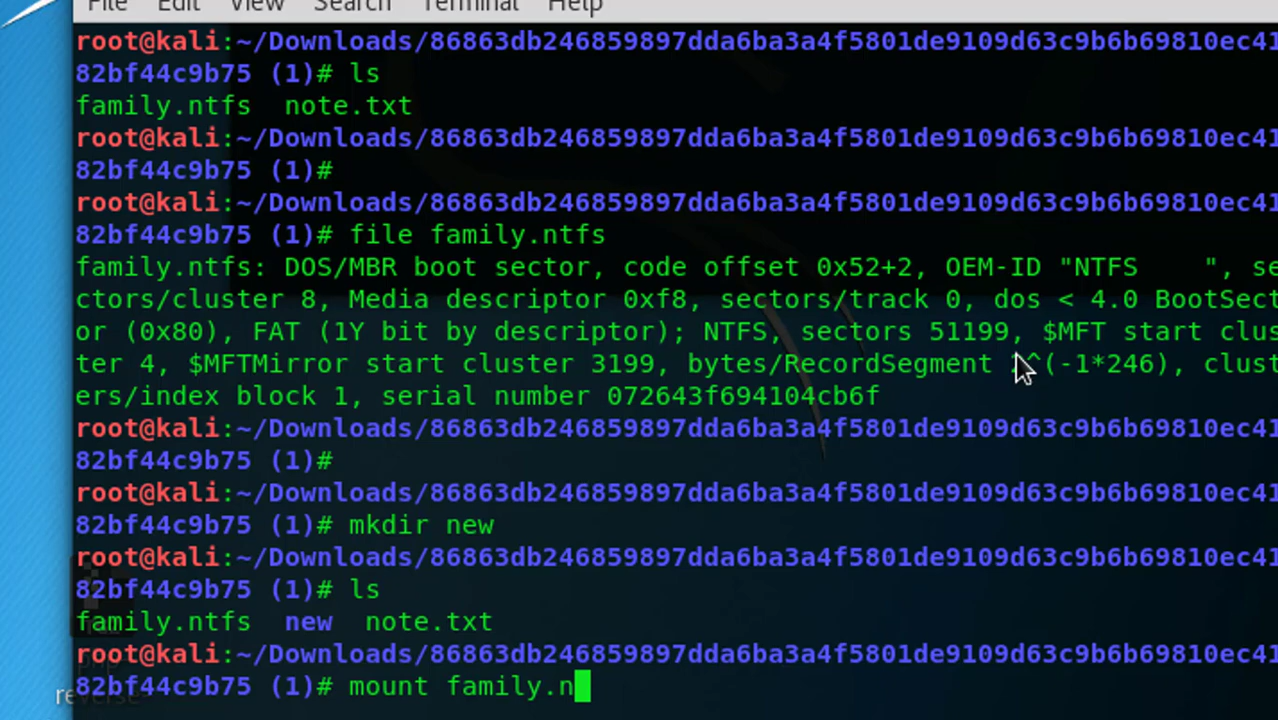 File Edit View Search Terminal Help
root@kali:~/Downloads/86863db246859897dda6ba3a4f5801de9109d63c9b6b69810ec41
82bf44c9b75 (1)# ls
family.ntfs  note.txt
root@kali:~/Downloads/86863db246859897dda6ba3a4f5801de9109d63c9b6b69810ec41
82bf44c9b75 (1)#
root@kali:~/Downloads/86863db246859897dda6ba3a4f5801de9109d63c9b6b69810ec41
82bf44c9b75 (1)# file family.ntfs
family.ntfs: DOS/MBR boot sector, code offset 0x52+2, OEM-ID "NTFS    ", se
ctors/cluster 8, Media descriptor 0xf8, sectors/track 0, dos < 4.0 BootSect
or (0x80), FAT (1Y bit by descriptor); NTFS, sectors 51199, $MFT start clus
ter 4, $MFTMirror start cluster 3199, bytes/RecordSegment ^(-1*246), clust
ers/index block 1, serial number 072643f694104cb6f
root@kali:~/Downloads/86863db246859897dda6ba3a4f5801de9109d63c9b6b69810ec41
82bf44c9b75 (1)#
root@kali:~/Downloads/86863db246859897dda6ba3a4f5801de9109d63c9b6b69810ec41
82bf44c9b75 (1)# mkdir new
root@kali:~/Downloads/86863db246859897dda6ba3a4f5801de9109d63c9b6b69810ec41
82bf44c9b75 (1)# ls
family.ntfs  new  note.txt
root@kali:~/Downloads/86863db246859897dda6ba3a4f5801de9109d63c9b6b69810ec41
82bf44c9b75 (1)# mount family.n